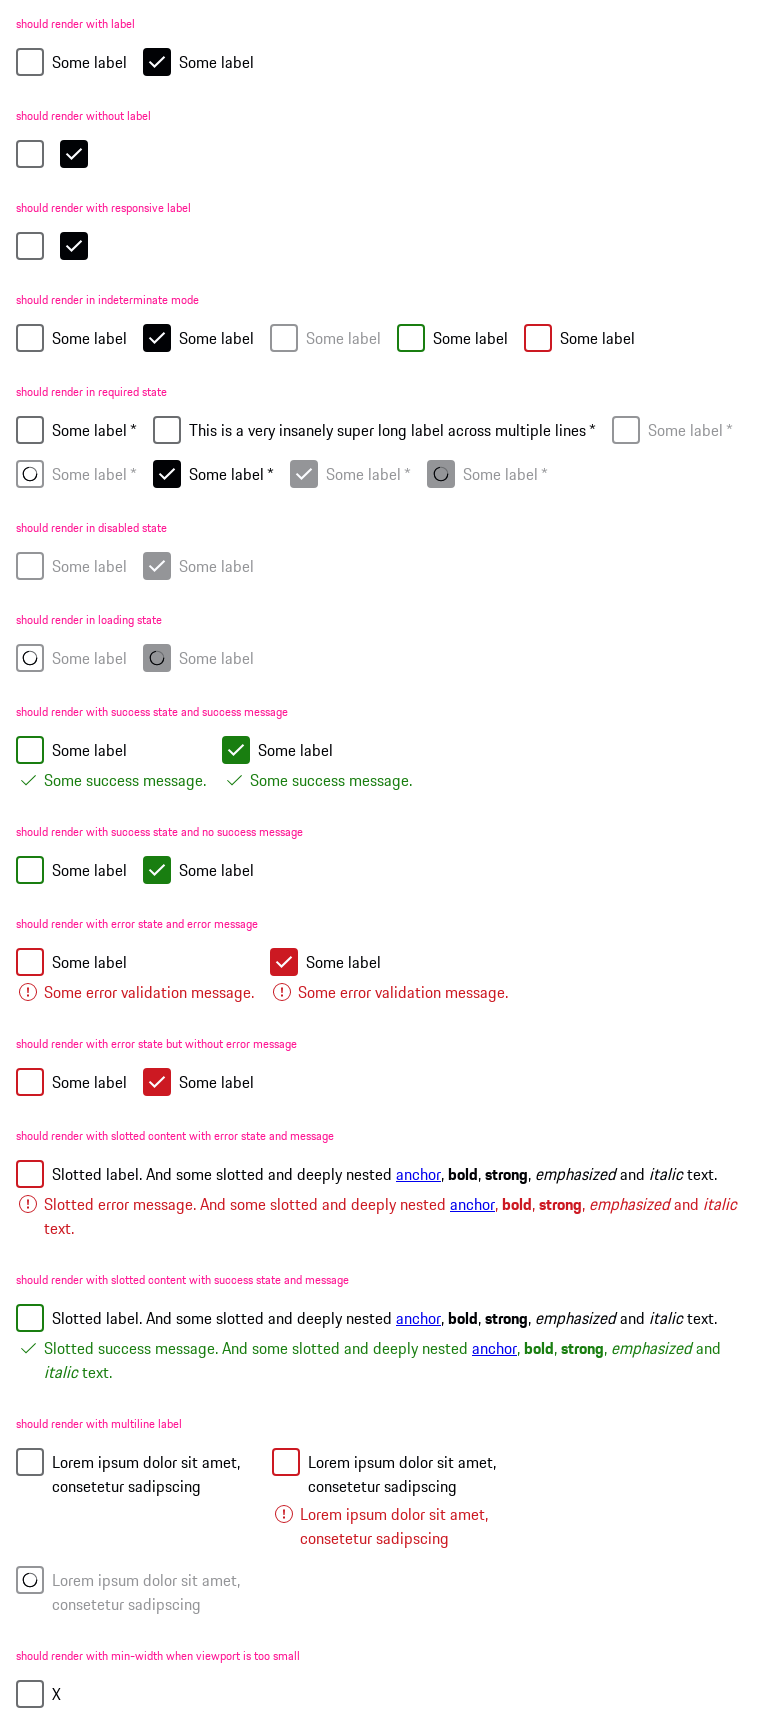 should render with label
Some label Some label
should render without label
should render with responsive label
should render in indeterminate mode
Some label Some label Some label Some label Some label
should render in required state
Some label * This is a very insanely super long label across multiple lines * Some label *
Some label * Some label * Some label * Some label *
should render in disabled state
Some label Some label
should render in loading state
Some label Some label
should render with success state and success message
Some label Some label
Some success message. Some success message.
should render with success state and no success message
Some label Some label
should render with error state and error message
Some label Some label
Some error validation message. Some error validation message.
should render with error state but without error message
Some label Some label
should render with slotted content with error state and message
Slotted label. And some slotted and deeply nested anchor, bold, strong, emphasized and italic text.
Slotted error message. And some slotted and deeply nested anchor, bold, strong, emphasized and italic
text.
should render with slotted content with success state and message
Slotted label. And some slotted and deeply nested anchor, bold, strong, emphasized and italic text.
Slotted success message. And some slotted and deeply nested anchor, bold, strong, emphasized and
italic text.
should render with multiline label
Lorem ipsum dolor sit amet, Lorem ipsum dolor sit amet,
consetetur sadipscing consetetur sadipscing
Lorem ipsum dolor sit amet,
consetetur sadipscing
Lorem ipsum dolor sit amet,
consetetur sadipscing
should render with min-width when viewport is too small
X